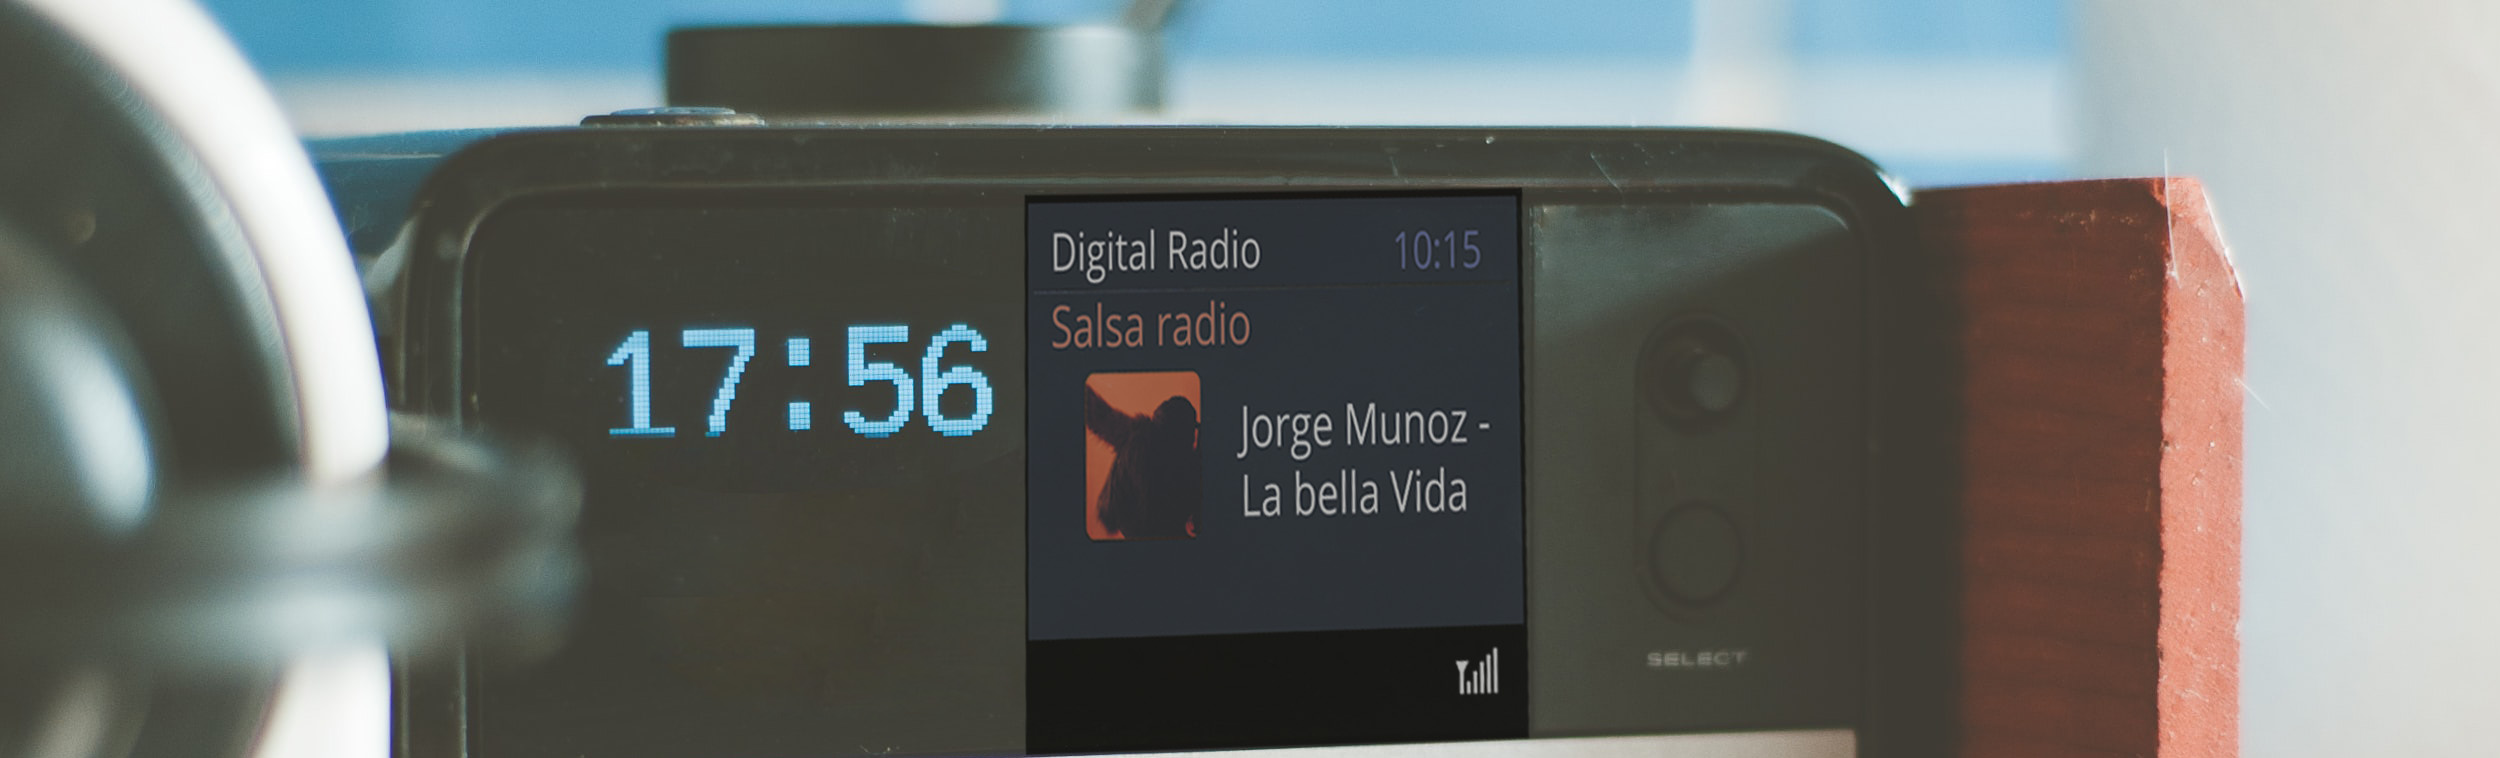 17:56
Digital Radio 10:15
Salsa radio
Jorge Munoz -
La bella Vida
SELECT